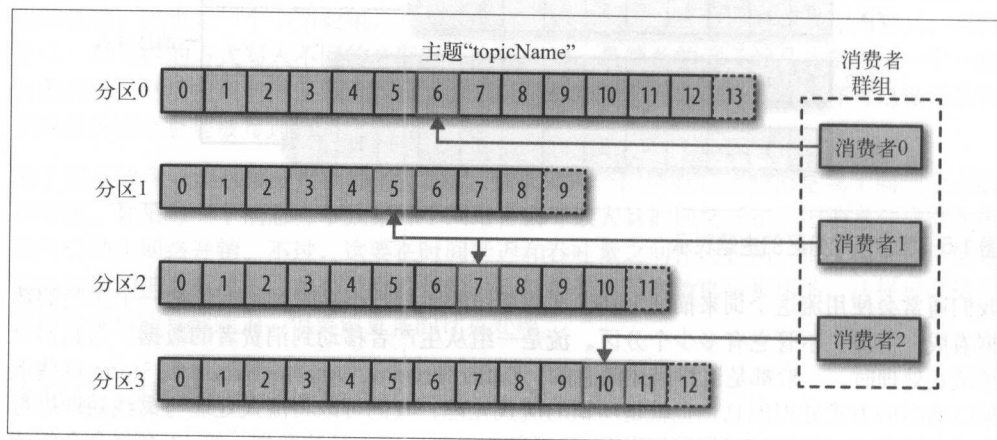 主题“topicName”
消费者
群组
分区0 0 1 2 3 4 5 6 7 8 9 10 11 12 13
消费者0
分区1 0 1 2 3 4 5 6 7 8 9
消费者1
分区2 0 1 2 3 4 5 6 7 8 9 10 11
消费者2
分区3 0 1 2 3 4 5 6 7 8 9 10 11 12